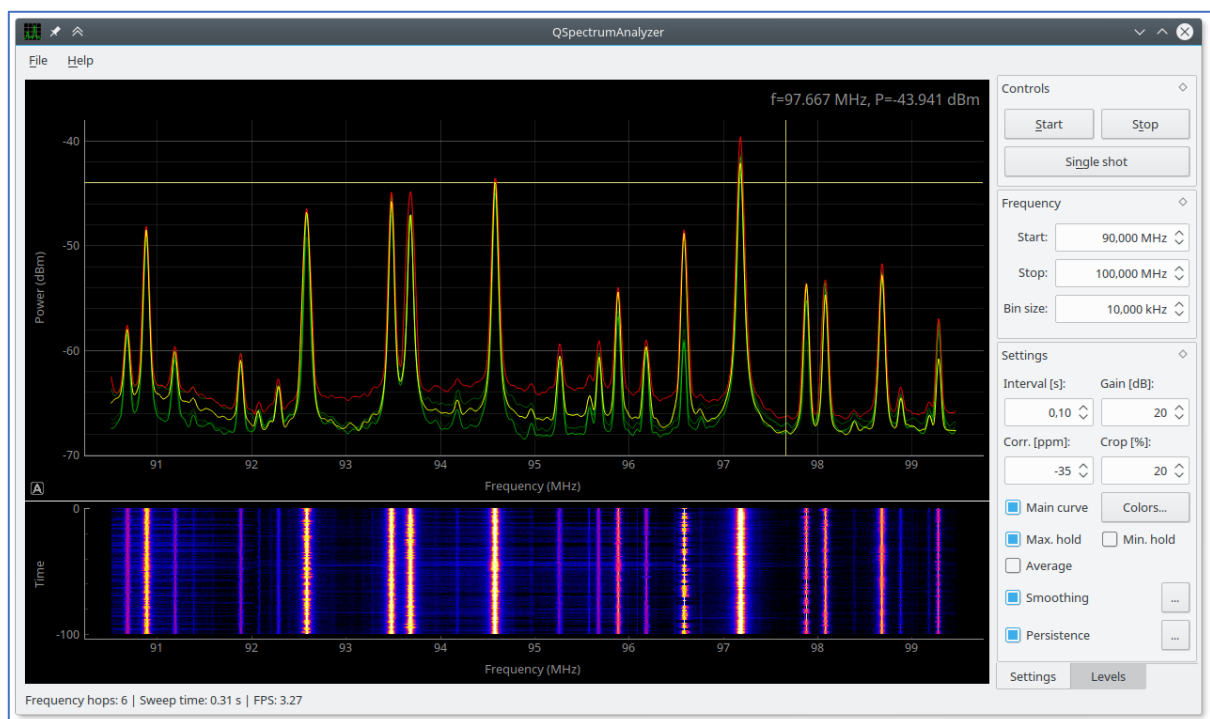 QSpectrumAnalyzer
File Help
f=97.667 MHz, P=-43.941 dBm
-40
-50
-60
-70
Power (dBm)
91 92 93 94 95 96 97 98 99
Frequency (MHz)
A
0
-100
Time
91 92 93 94 95 96 97 98 99
Frequency (MHz)
Controls
Start Stop
Single shot
Frequency
Start: 90,000 MHz
Stop: 100,000 MHz
Bin size: 10,000 kHz
Settings
Interval [s]: Gain [dB]:
0,10 20
Corr. [ppm]: Crop [%]:
-35 20
Main curve Colors...
Max. hold Min. hold
Average
Smoothing ...
Persistence ...
Settings Levels
Frequency hops: 6 | Sweep time: 0.31 s | FPS: 3.27